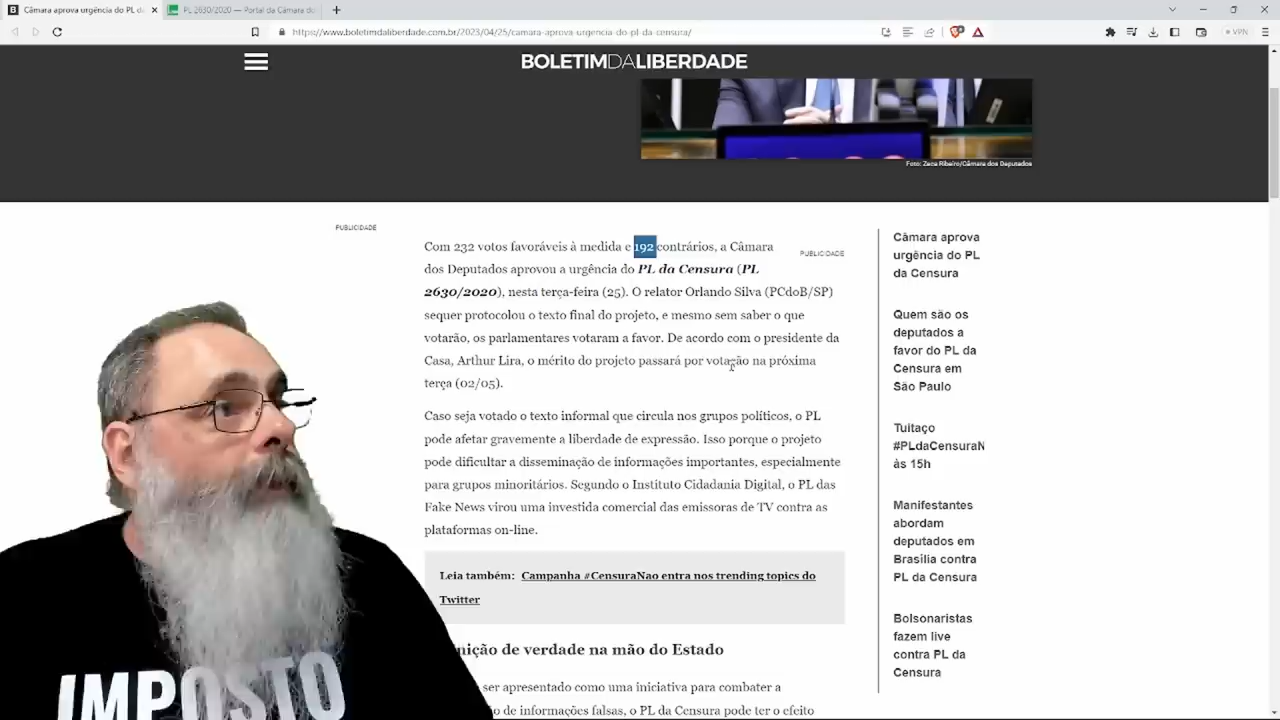 Câmara aprova urgência do PL da
PL 2630/2020 — Portal da Câmara do
https://www.boletimdaliberdade.com.br/2023/04/25/camara-aprova-urgencia-do-pl-da-censura/
VPN
BOLETIMDALIBERDADE
Foto: Zeca Ribeiro/Câmara dos Deputados
PUBLICIDADE
Com 232 votos favoráveis à medida e 192 contrários, a Câmara
dos Deputados aprovou a urgência do PL da Censura (PL
2630/2020), nesta terça-feira (25). O relator Orlando Silva (PCdoB/SP)
sequer protocolou o texto final do projeto, e mesmo sem saber o que
votarão, os parlamentares votaram a favor. De acordo com o presidente da
Casa, Arthur Lira, o mérito do projeto passará por votação na próxima
terça (02/05).
PUBLICIDADE
Caso seja votado o texto informal que circula nos grupos políticos, o PL
pode afetar gravemente a liberdade de expressão. Isso porque o projeto
pode dificultar a disseminação de informações importantes, especialmente
para grupos minoritários. Segundo o Instituto Cidadania Digital, o PL das
Fake News virou uma investida comercial das emissoras de TV contra as
plataformas on-line.
Leia também: Campanha #CensuraNao entra nos trending topics do
Twitter
nição de verdade na mão do Estado
ser apresentado como uma iniciativa para combater a
o de informações falsas, o PL da Censura pode ter o efeito
Câmara aprova
urgência do PL
da Censura
Quem são os
deputados a
favor do PL da
Censura em
São Paulo
Tuitaço
#PLdaCensuraN
às 15h
Manifestantes
abordam
deputados em
Brasília contra
PL da Censura
Bolsonaristas
fazem live
contra PL da
Censura
IMPOSTO